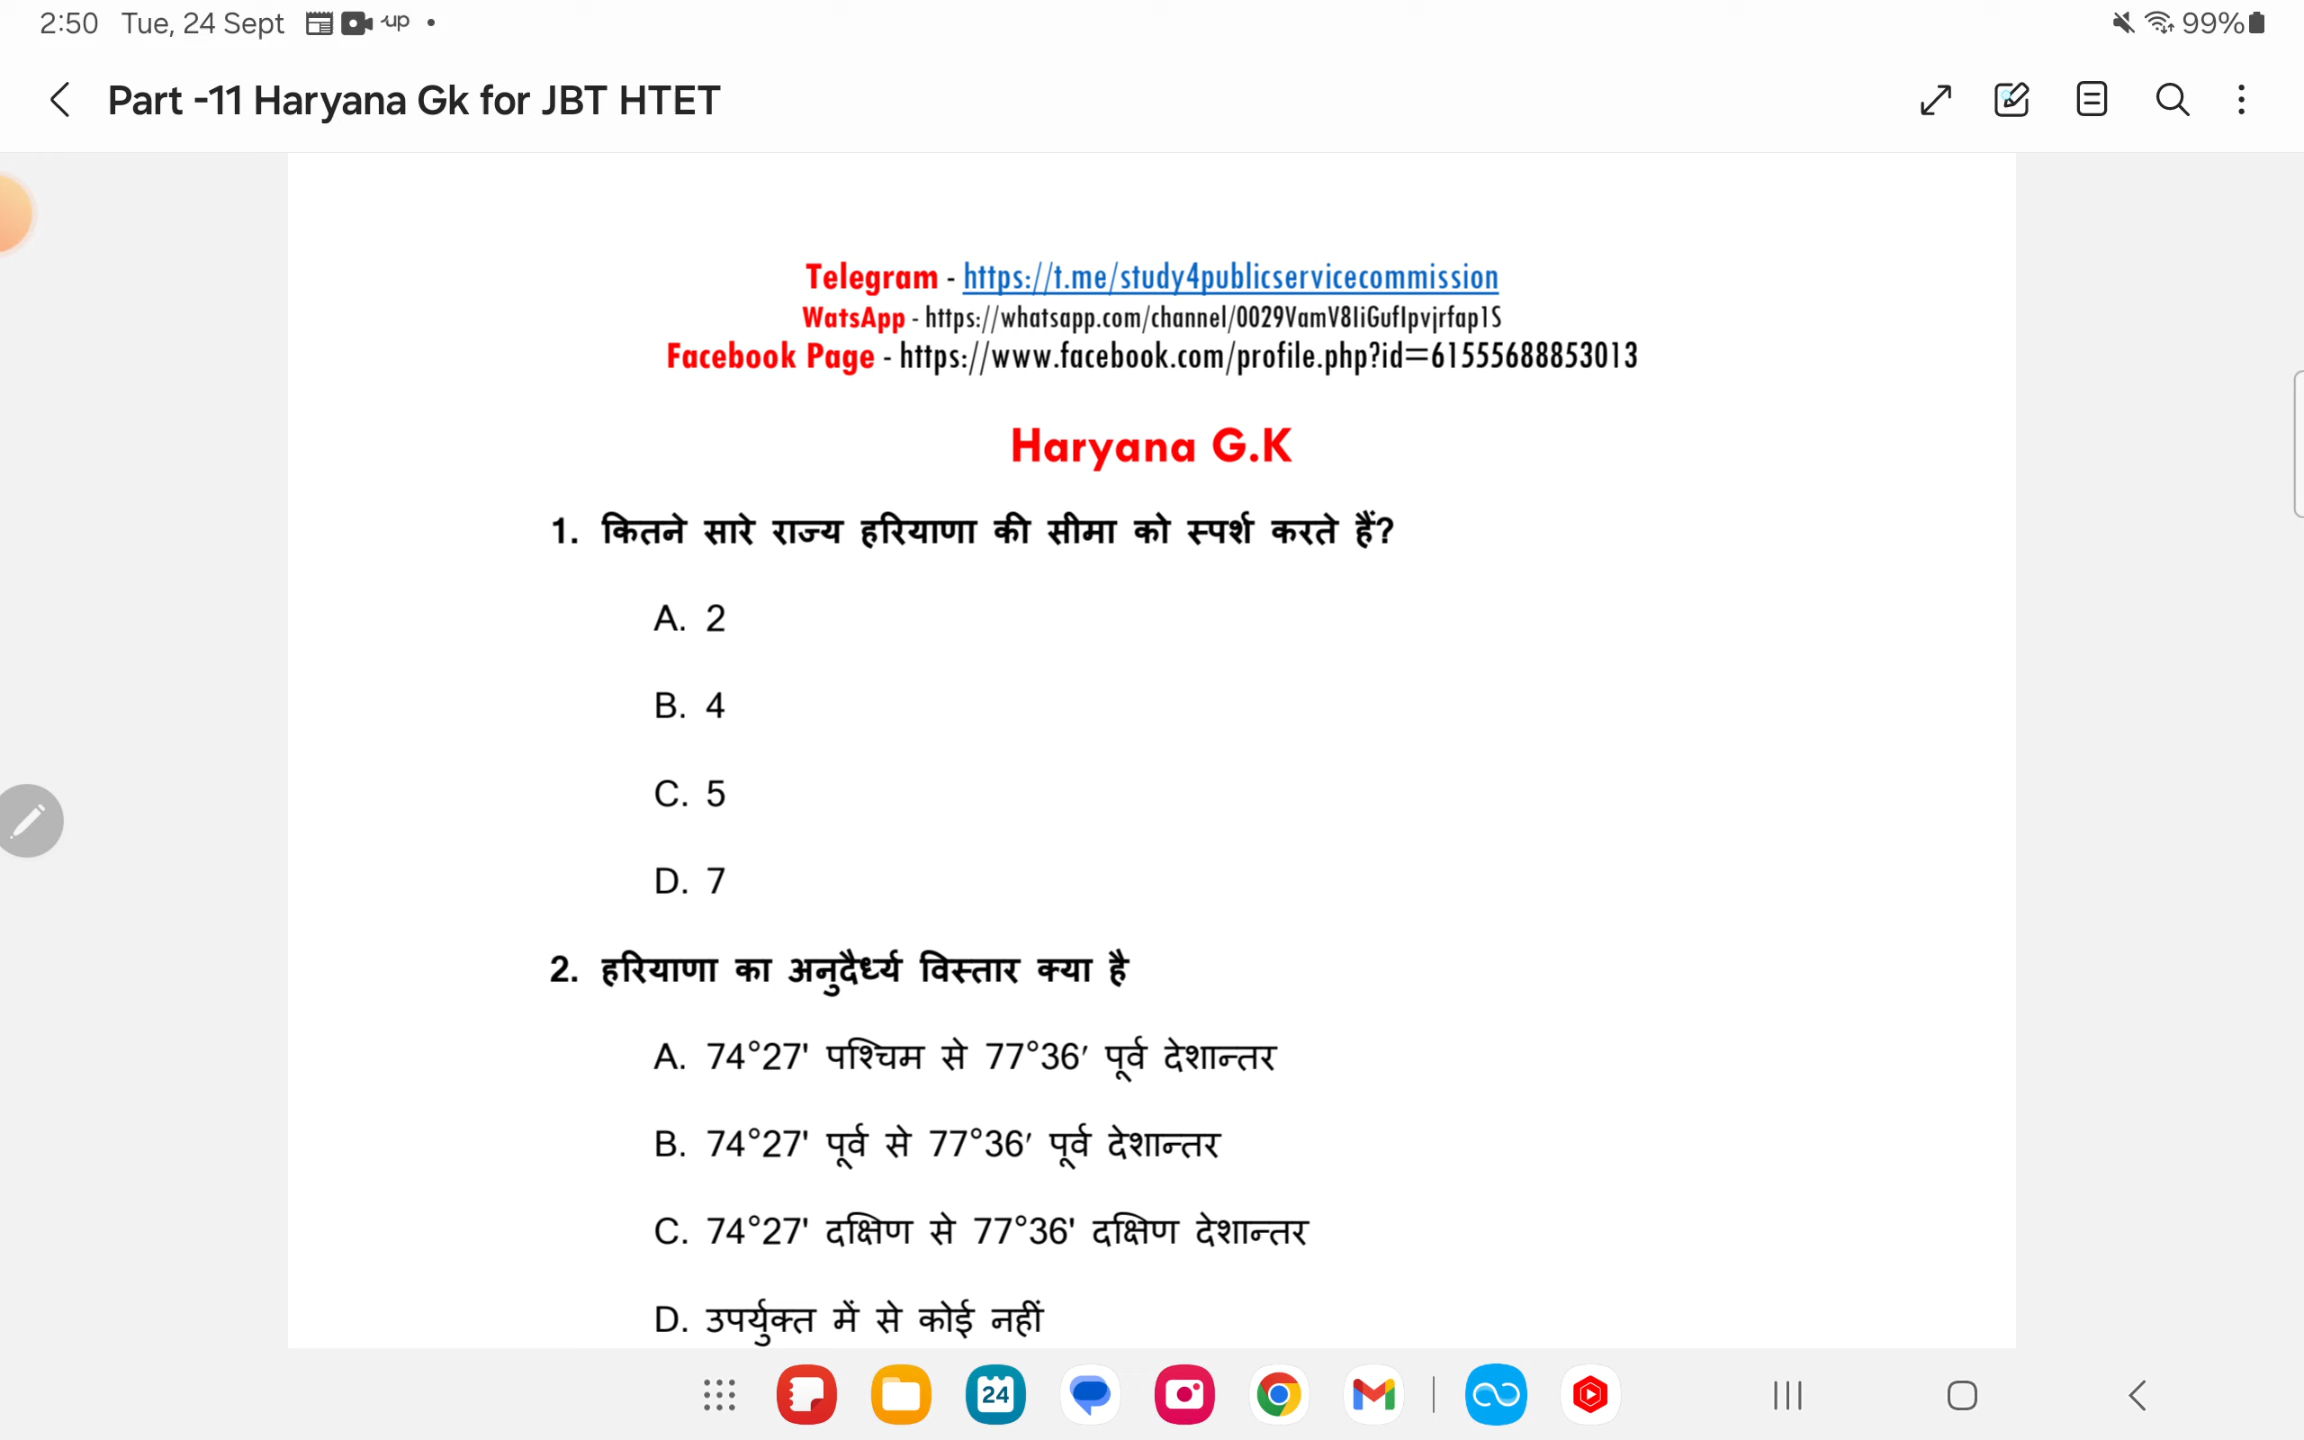 2:50 Tue, 24 Sept up • 99%
Part -11 Haryana Gk for JBT HTET
Telegram - https://t.me/study4publicservicecommission
WatsApp - https://whatsapp.com/channel/0029VamV8liGuflpvjrfap1S
Facebook Page - https://www.facebook.com/profile.php?id=61555688853013
Haryana G.K
1. कितने सारे राज्य हरियाणा की सीमा को स्पर्श करते हैं?
A. 2
B. 4
C. 5
D. 7
2. हरियाणा का अनुदैर्ध्य विस्तार क्या है
A. 74°27' पश्चिम से 77°36′ पूर्व देशान्तर
B. 74°27' पूर्व से 77°36′ पूर्व देशान्तर
C. 74°27' दक्षिण से 77°36' दक्षिण देशान्तर
D. उपर्युक्त में से कोई नहीं
24